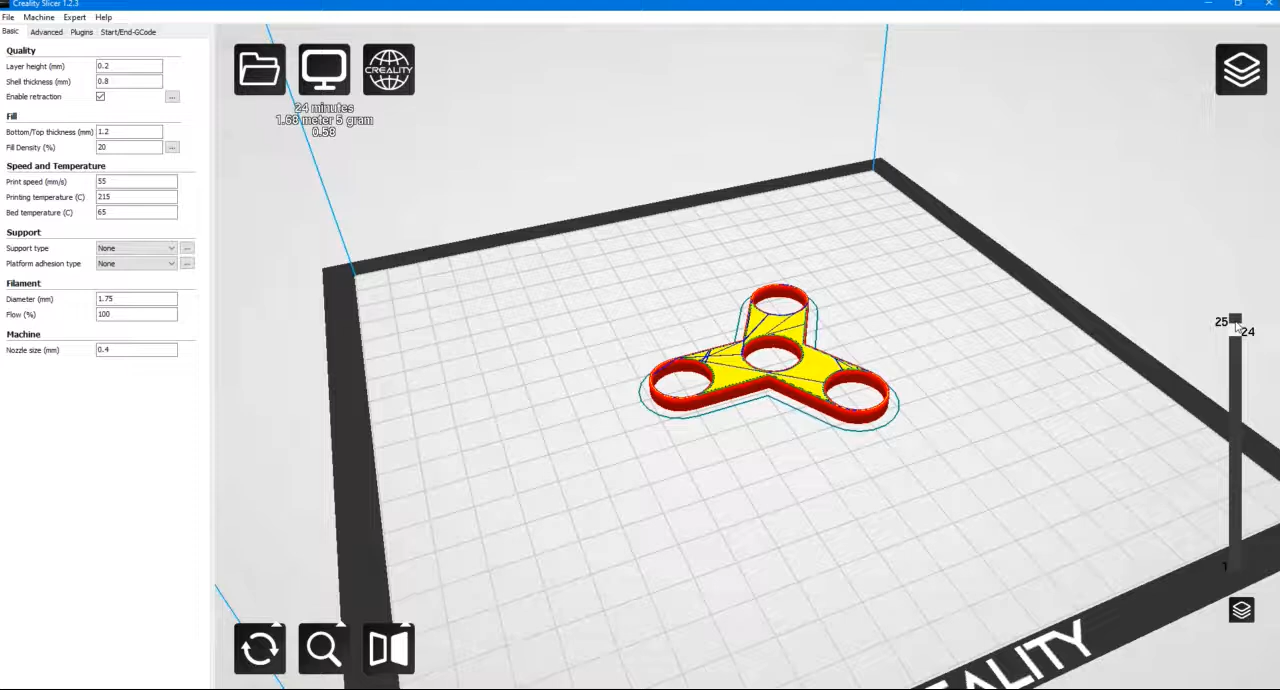 Creality Slicer 1.2.3
File Machine Expert Help
Basic Advanced Plugins Start/End-GCode
Quality
Layer height (mm) 0.2
Shell thickness (mm) 0.8
Enable retraction ...
Fill
Bottom/Top thickness (mm) 1.2
Fill Density (%) 20 ...
Speed and Temperature
Print speed (mm/s) 55
Printing temperature (C) 215
Bed temperature (C) 65
Support
Support type None ...
Platform adhesion type None ...
Filament
Diameter (mm) 1.75
Flow (%) 100
Machine
Nozzle size (mm) 0.4
CREALITY
24 minutes
1.68 meter 5 gram
0.58
25
24
1
REALITY